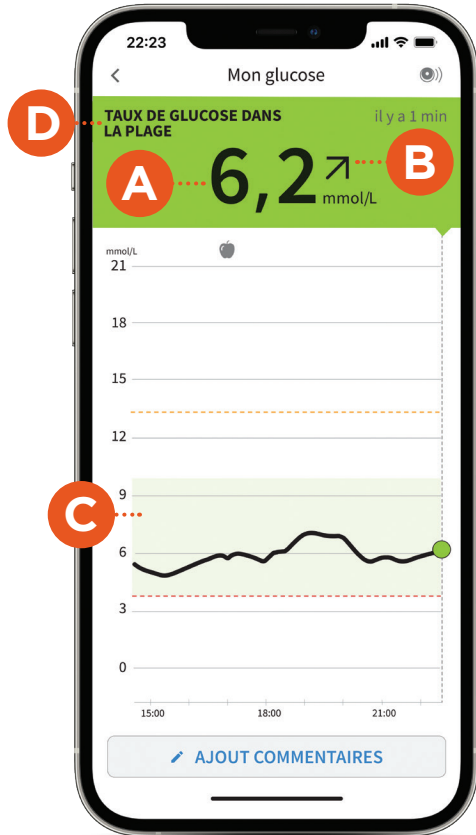 22:23
Mon glucose
D
TAUX DE GLUCOSE DANS
LA PLAGE
il y a 1 min
A
6,2
mmol/L
B
mmol/L
21
18
15
12
9
C
6
3
0
15:00 18:00 21:00
AJOUT COMMENTAIRES